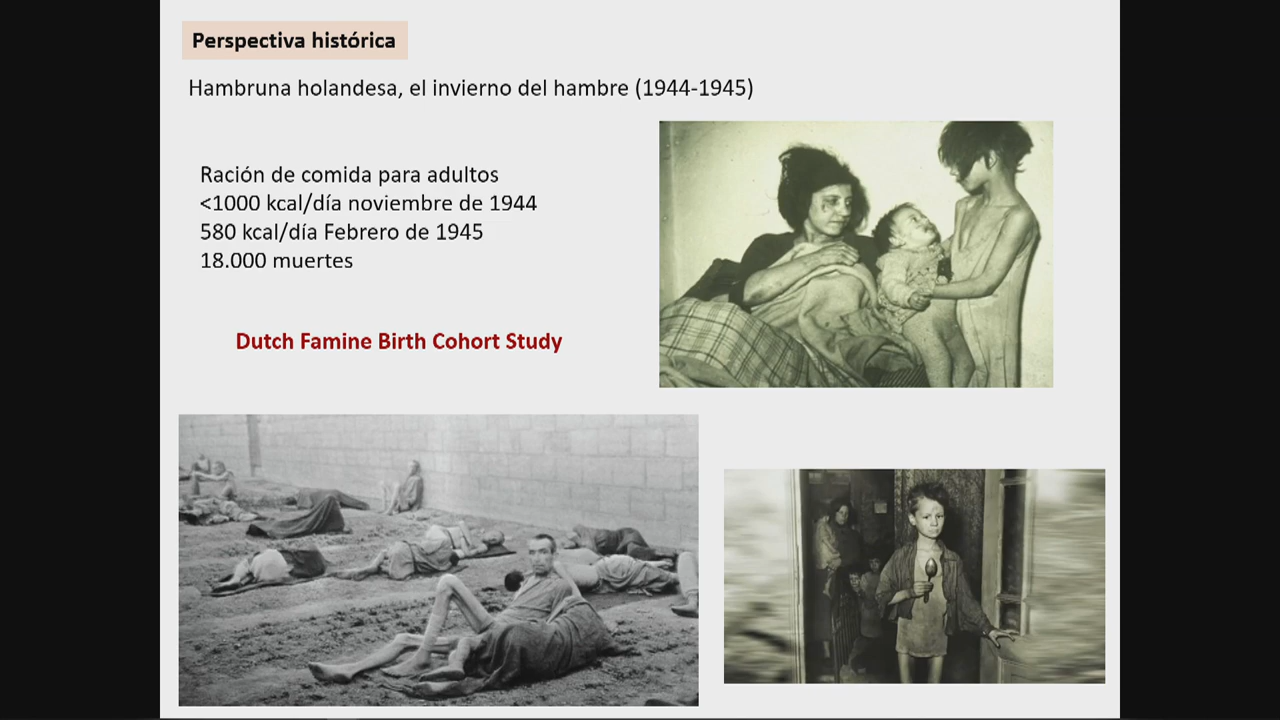 Perspectiva histórica
Hambruna holandesa, el invierno del hambre (1944-1945)
Ración de comida para adultos
<1000 kcal/día noviembre de 1944
580 kcal/día Febrero de 1945
18.000 muertes
Dutch Famine Birth Cohort Study